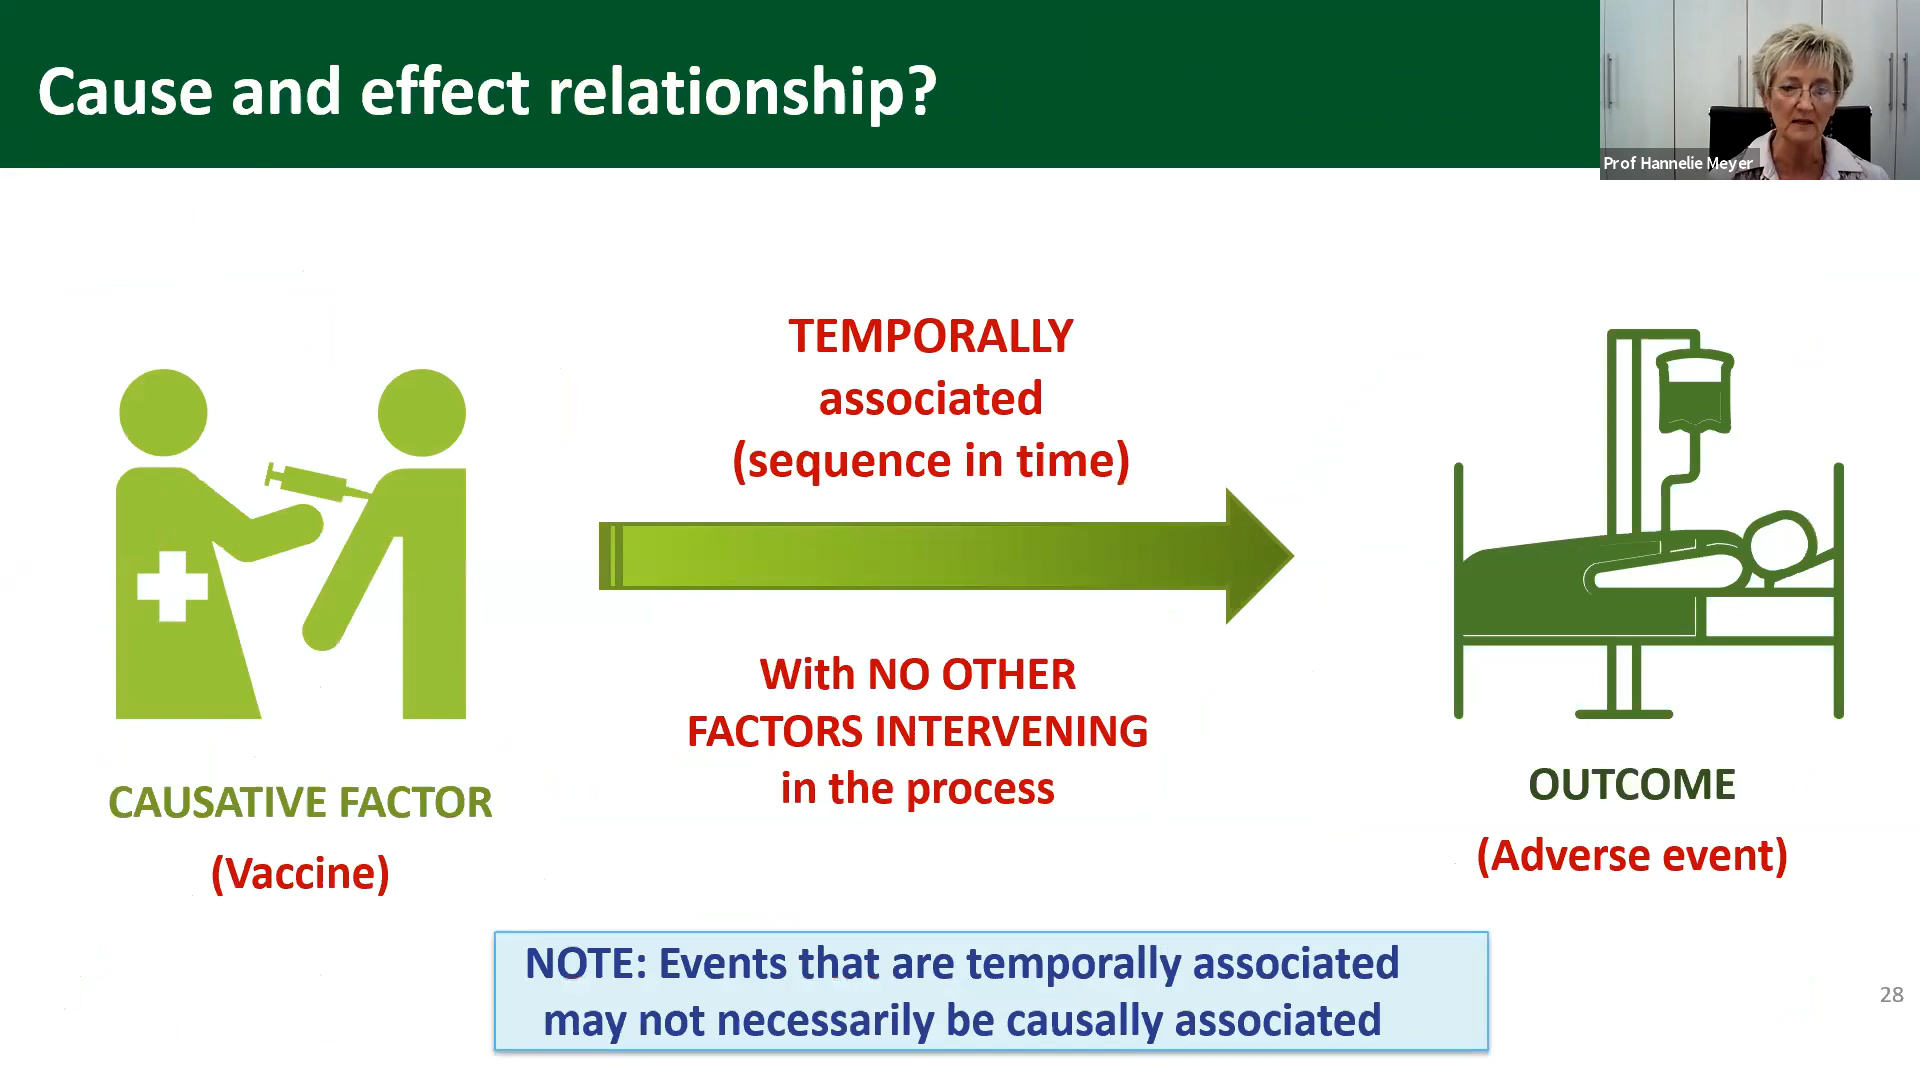 Cause and effect relationship?
Prof Hannelie Meyer
TEMPORALLY
associated
(sequence in time)
With NO OTHER
FACTORS INTERVENING
in the process
CAUSATIVE FACTOR
(Vaccine)
OUTCOME
(Adverse event)
NOTE: Events that are temporally associated
may not necessarily be causally associated
28